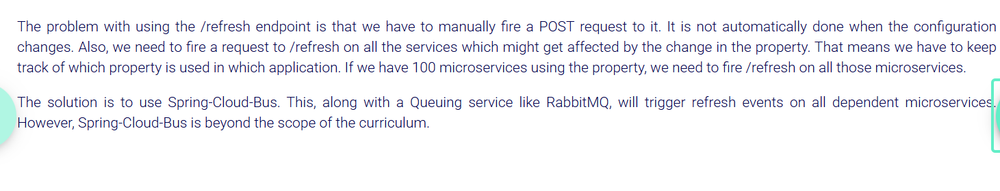 The problem with using the /refresh endpoint is that we have to manually fire a POST request to it. It is not automatically done when the configuration
changes. Also, we need to fire a request to /refresh on all the services which might get affected by the change in the property. That means we have to keep
track of which property is used in which application. If we have 100 microservices using the property, we need to fire /refresh on all those microservices.
The solution is to use Spring-Cloud-Bus. This, along with a Queuing service like RabbitMQ, will trigger refresh events on all dependent microservices.
However, Spring-Cloud-Bus is beyond the scope of the curriculum.